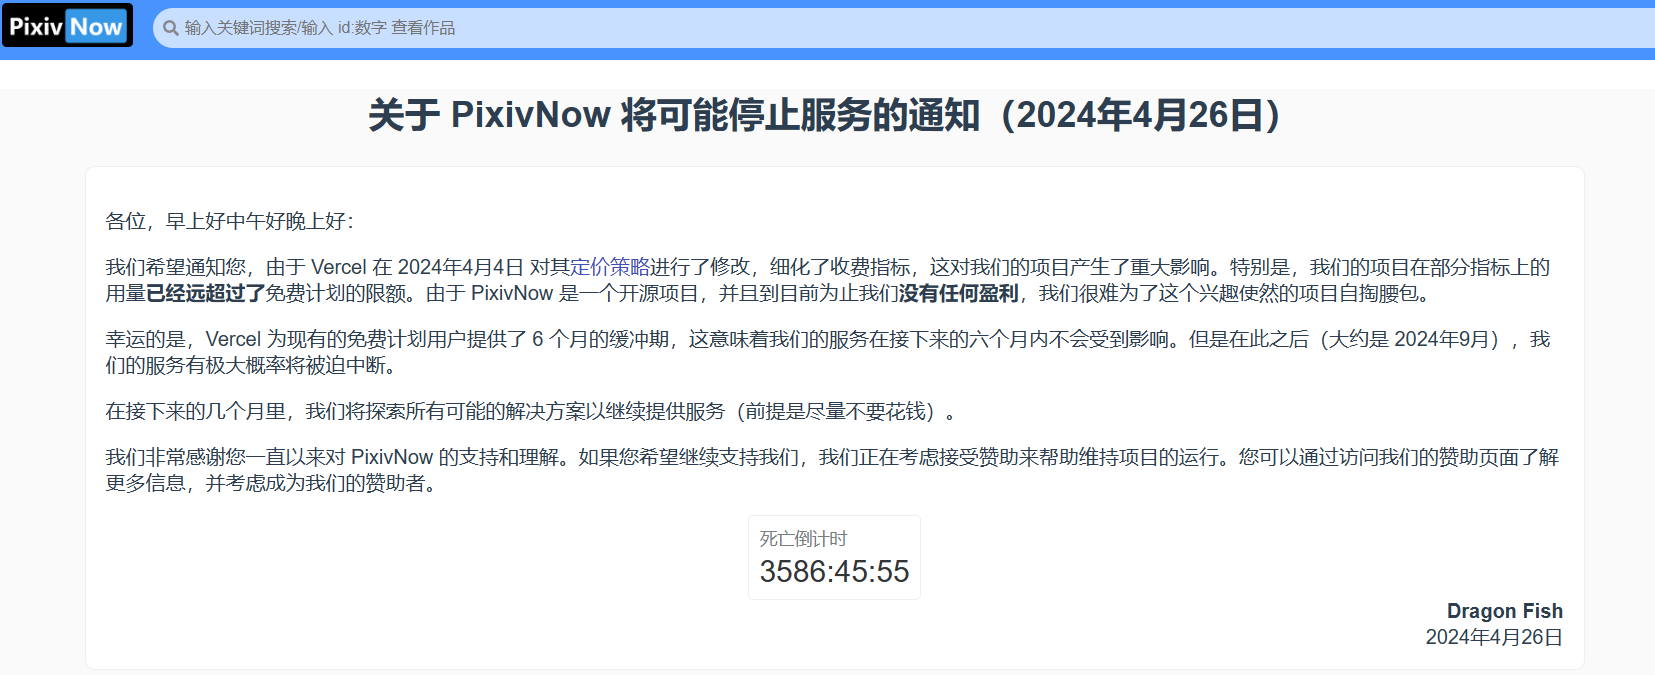 Pixiv Now
输入关键词搜索/输入 id:数字 查看作品
关于 PixivNow 将可能停止服务的通知（2024年4月26日）
各位，早上好中午好晚上好：
我们希望通知您，由于 Vercel 在 2024年4月4日 对其定价策略进行了修改，细化了收费指标，这对我们的项目产生了重大影响。特别是，我们的项目在部分指标上的
用量已经远超过了免费计划的限额。由于 PixivNow 是一个开源项目，并且到目前为止我们没有任何盈利，我们很难为了这个兴趣使然的项目自掏腰包。
幸运的是，Vercel 为现有的免费计划用户提供了 6 个月的缓冲期，这意味着我们的服务在接下来的六个月内不会受到影响。但是在此之后（大约是 2024年9月），我
们的服务有极大概率将被迫中断。
在接下来的几个月里，我们将探索所有可能的解决方案以继续提供服务（前提是尽量不要花钱）。
我们非常感谢您一直以来对 PixivNow 的支持和理解。如果您希望继续支持我们，我们正在考虑接受赞助来帮助维持项目的运行。您可以通过访问我们的赞助页面了解
更多信息，并考虑成为我们的赞助者。
死亡倒计时
3586:45:55
Dragon Fish
2024年4月26日